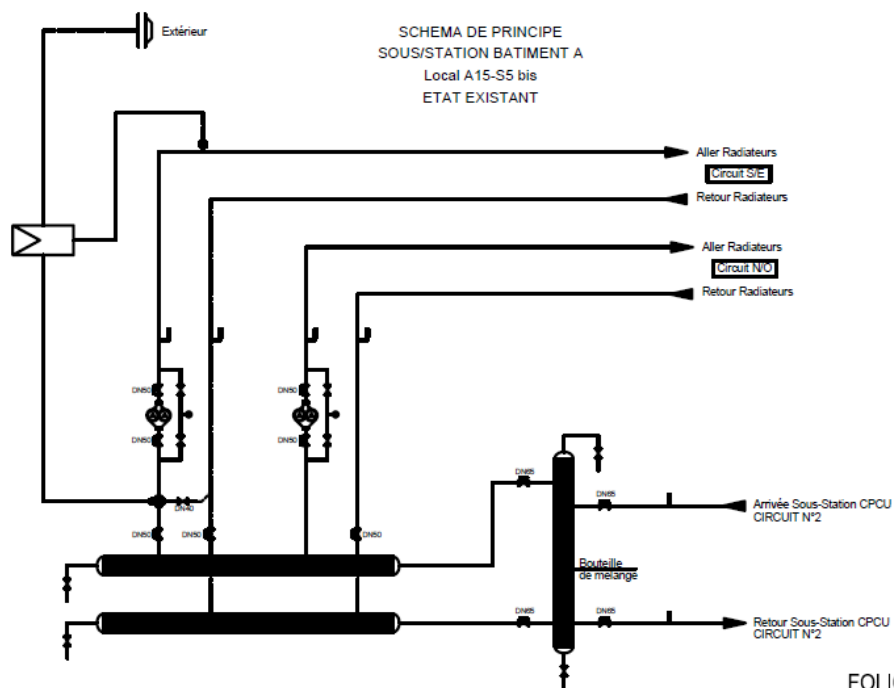 SCHEMA DE PRINCIPE
SOUS/STATION BATIMENT A
Local A15-S5 bis
ETAT EXISTANT
Extérieur
Aller Radiateurs
Circuit S/E
Retour Radiateurs
Aller Radiateurs
Circuit N/O
Retour Radiateurs
DN50
DN50
DN50
DN50
DN65
DN65
DN40
Arrivée Sous-Station CPCU
CIRCUIT N°2
DN50
DN50
DN50
Bouteille
de mélange
DN65
DN65
Retour Sous-Station CPCU
CIRCUIT N°2